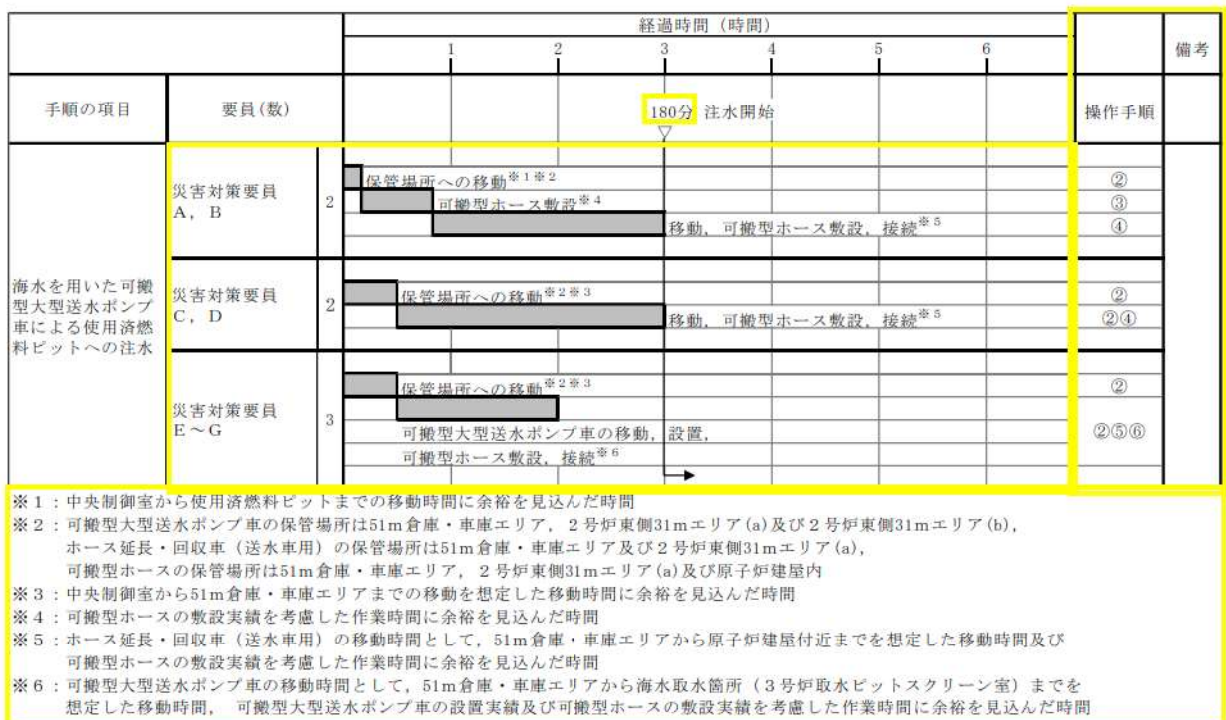 経過時間（時間）
備考
1 2 3 4 5 6
手順の項目 要員(数) 操作手順
180分 注水開始
▽
海水を用いた可搬
型大型送水ポンプ
車による使用済燃
料ピットへの注水
災害対策要員
A，B
2
保管場所への移動※1※2 ②
可搬型ホース敷設※4 ③
移動，可搬型ホース敷設，接続※5 ④
災害対策要員
C，D
2
保管場所への移動※2※3 ②
移動，可搬型ホース敷設，接続※5 ②④
災害対策要員
E～G
3
保管場所への移動※2※3 ②
可搬型大型送水ポンプ車の移動，設置， ②⑤⑥
可搬型ホース敷設，接続※6
※1：中央制御室から使用済燃料ピットまでの移動時間に余裕を見込んだ時間
※2：可搬型大型送水ポンプ車の保管場所は51m倉庫・車庫エリア，２号炉東側31mエリア(a)及び２号炉東側31mエリア(b)，
ホース延長・回収車（送水車用）の保管場所は51m倉庫・車庫エリア及び２号炉東側31mエリア(a)，
可搬型ホースの保管場所は51m倉庫・車庫エリア，２号炉東側31mエリア(a)及び原子炉建屋内
※3：中央制御室から51m倉庫・車庫エリアまでの移動を想定した移動時間に余裕を見込んだ時間
※4：可搬型ホースの敷設実績を考慮した作業時間に余裕を見込んだ時間
※5：ホース延長・回収車（送水車用）の移動時間として，51m倉庫・車庫エリアから原子炉建屋付近までを想定した移動時間及び
可搬型ホースの敷設実績を考慮した作業時間に余裕を見込んだ時間
※6：可搬型大型送水ポンプ車の移動時間として，51m倉庫・車庫エリアから海水取水箇所（３号炉取水ピットスクリーン室）までを
想定した移動時間， 可搬型大型送水ポンプ車の設置実績及び可搬型ホースの敷設実績を考慮した作業時間に余裕を見込んだ時間